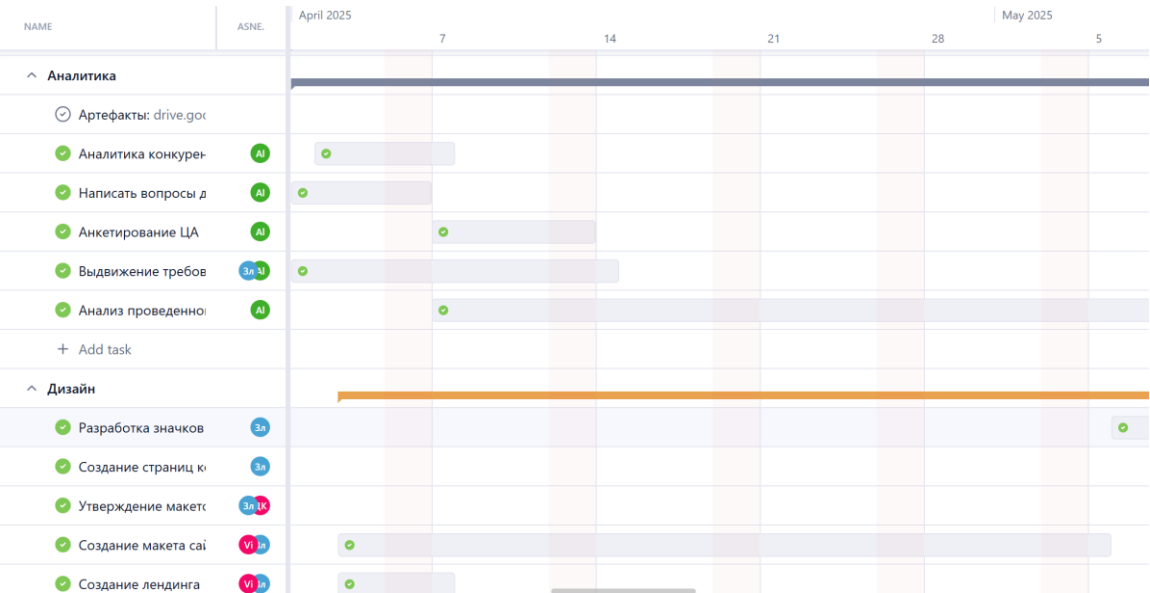 NAME
ASNE.
April 2025
May 2025
7
14
21
28
5
Аналитика
Артефакты: drive.goo
Аналитика конкурен
AI
Написать вопросы д
AI
Анкетирование ЦА
AI
Выдвижение требов
Зл AI
Анализ проведенно
AI
+ Add task
Дизайн
Разработка значков
Зл
Создание страниц к
Зл
Утверждение макето
Зл ДК
Создание макета сай
Vi Зл
Создание лендинга
Vi Зл